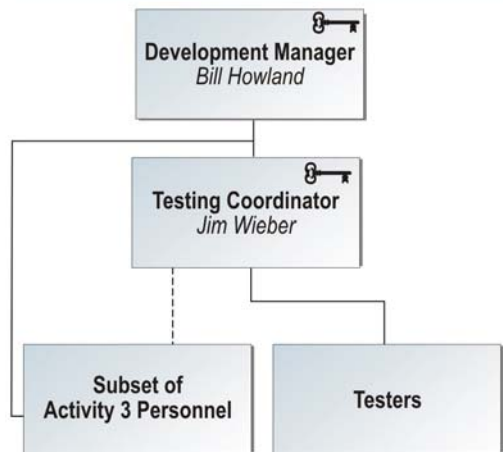 Development Manager
Bill Howland
Testing Coordinator
Jim Wieber
Subset of
Activity 3 Personnel
Testers